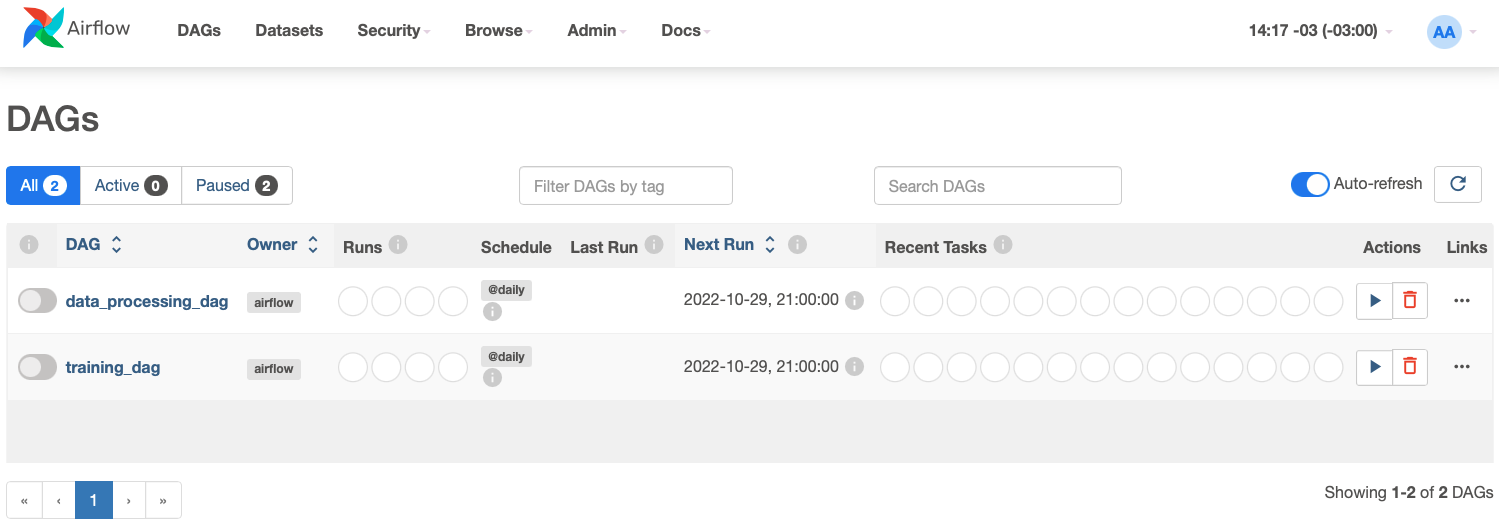 Airflow DAGs Datasets Security Browse Admin Docs 14:17 -03 (-03:00) AA
DAGs
All 2 Active 0 Paused 2 Filter DAGs by tag Search DAGs Auto-refresh
i DAG Owner Runs i Schedule Last Run i Next Run i Recent Tasks i Actions Links
data_processing_dag airflow @daily i 2022-10-29, 21:00:00 i
training_dag airflow @daily i 2022-10-29, 21:00:00 i
« ‹ 1 › » Showing 1-2 of 2 DAGs